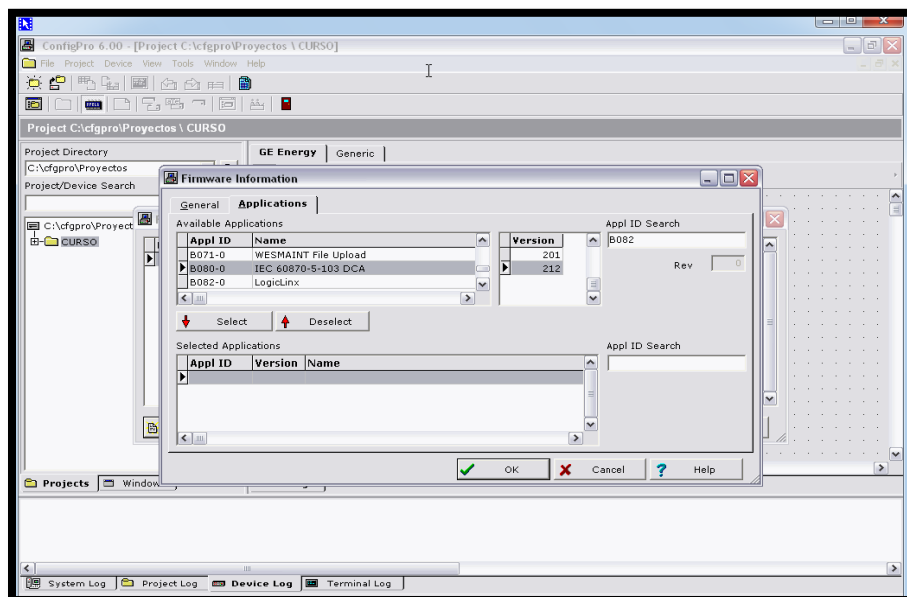 ConfigPro 6.00 - [Project C:\cfgpro\Proyectos \ CURSO]
File Project Device View Tools Window Help
Project C:\cfgpro\Proyectos \ CURSO
Project Directory
C:\cfgpro\Proyectos
Project/Device Search
GE Energy
Generic
C:\cfgpro\Proyect
CURSO
Firmware Information
General
Applications
Available Applications
Appl ID Name
B071-0 WESMAINT File Upload
B080-0 IEC 60870-5-103 DCA
B082-0 LogicLinx
Version
201
212
Appl ID Search
B082
Rev 0
Select
Deselect
Selected Applications
Appl ID Version Name
Appl ID Search
OK
Cancel
Help
Projects
Window
System Log
Project Log
Device Log
Terminal Log